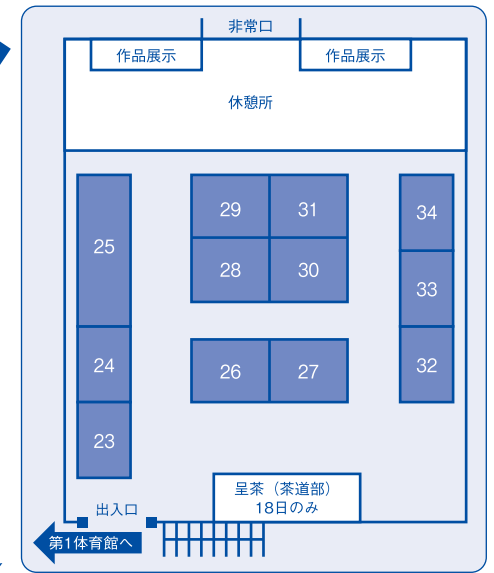 非常口
作品展示
作品展示
休憩所
29
31
34
25
28
30
33
24
26
27
32
23
呈茶（茶道部）
18日のみ
出入口
第1体育館へ